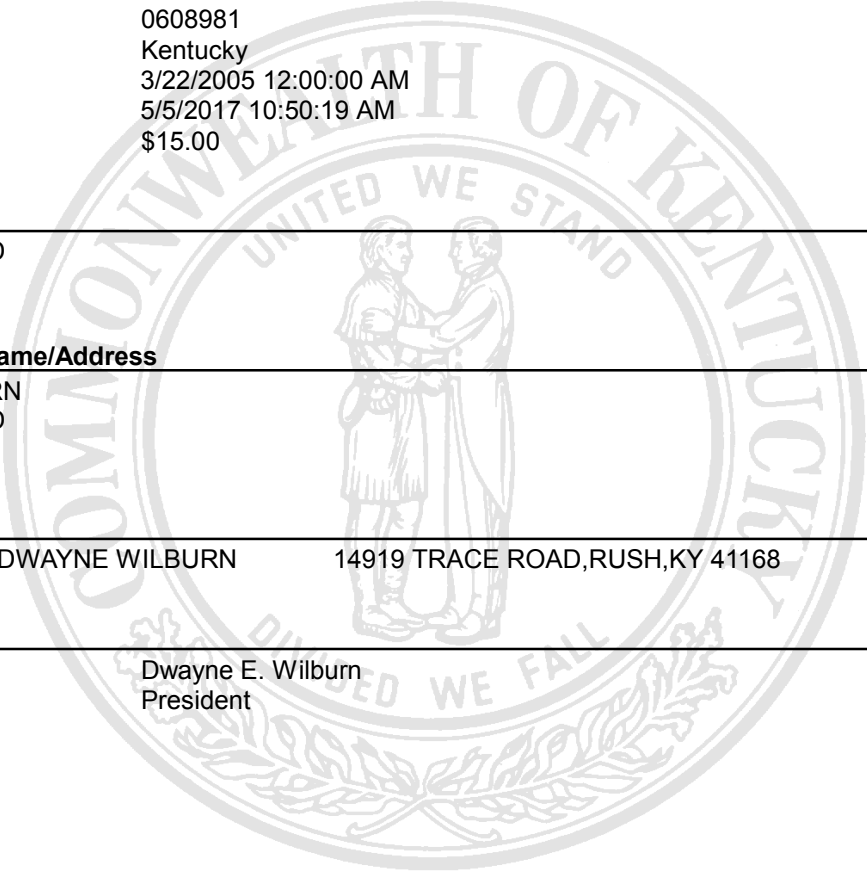 0608981
Kentucky
3/22/2005 12:00:00 AM
5/5/2017 10:50:19 AM
$15.00
COMMONWEALTH OF KENTUCKY
UNITED WE STAND
D
ame/Address
RN
D
DWAYNE WILBURN 14919 TRACE ROAD,RUSH,KY 41168
DIVIDED WE FALL
Dwayne E. Wilburn
President